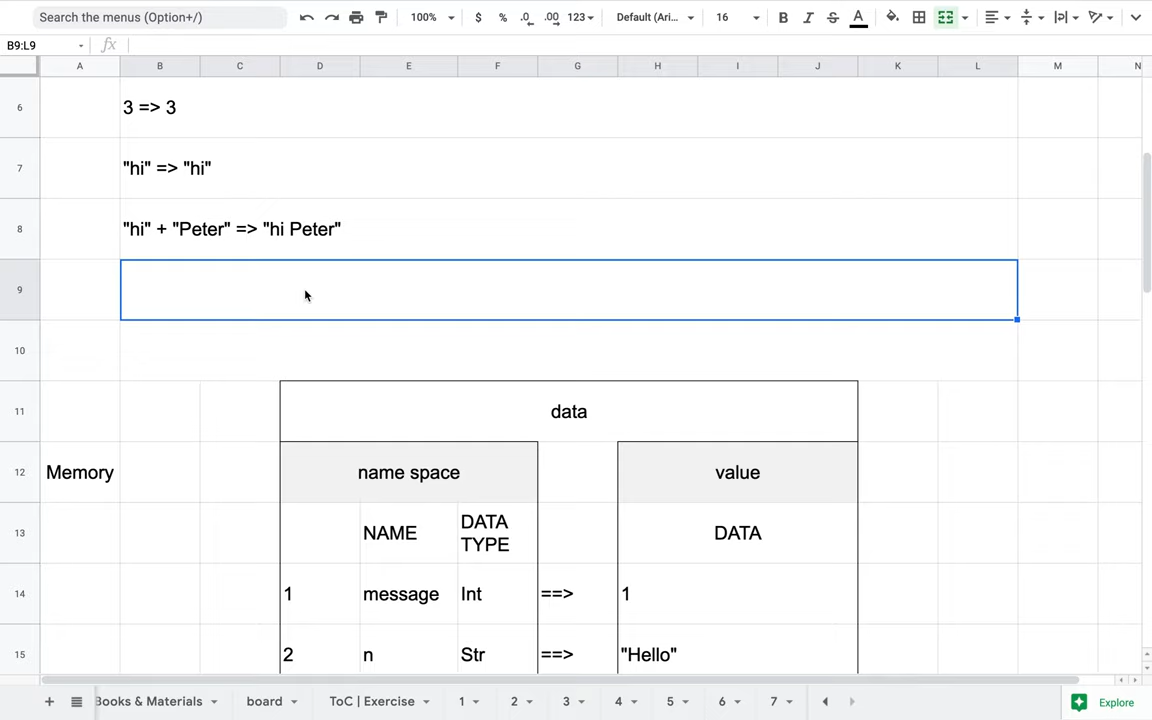 Search the menus (Option+/)
100%
$
%
.0
.00
123
Default (Ari...
16
B
I
S
A
B9:L9
fx
A
B
C
D
E
F
G
H
I
J
K
L
M
N
6
3 => 3
7
"hi" => "hi"
8
"hi" + "Peter" => "hi Peter"
9
10
11
data
12
Memory
name space
value
13
NAME
DATA
TYPE
DATA
14
1
message
Int
==>
1
15
2
n
Str
==>
"Hello"
Books & Materials
board
ToC | Exercise
1
2
3
4
5
6
7
Explore